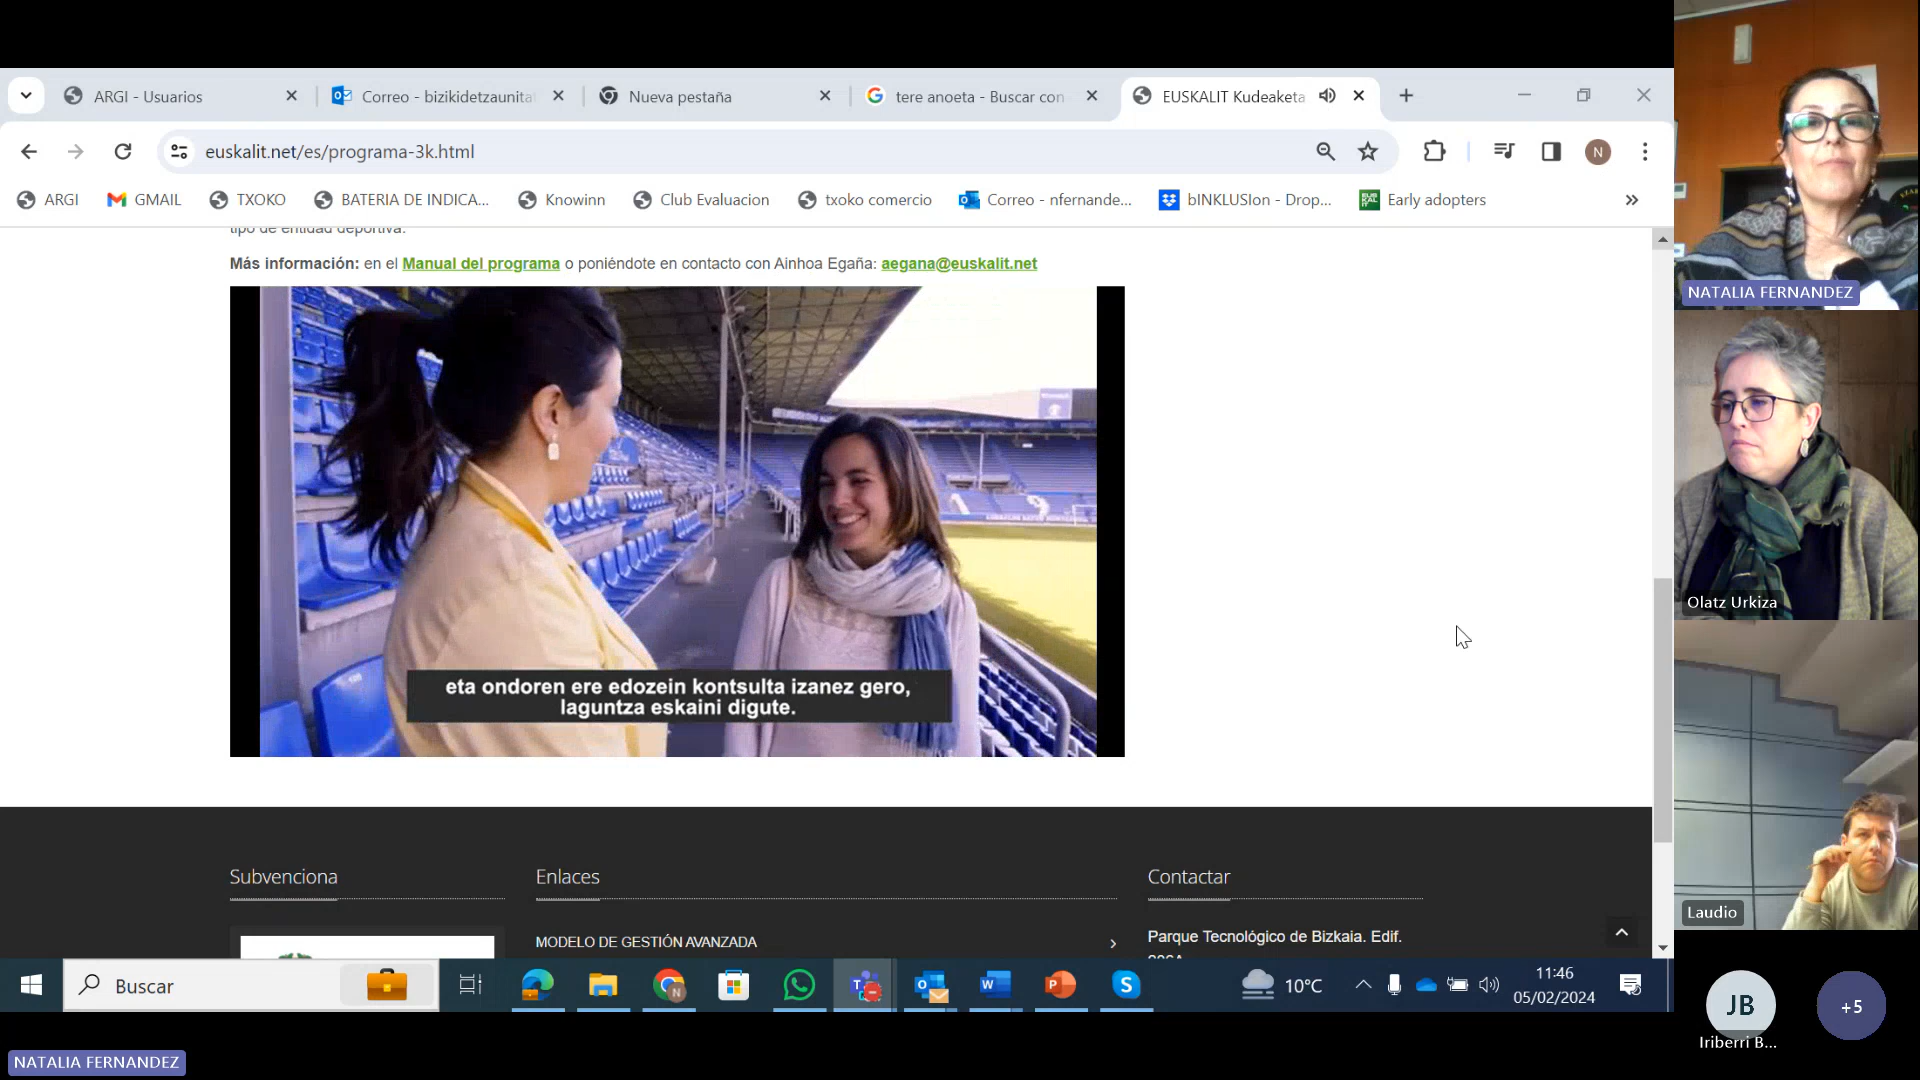 ARGI - Usuarios
Correo - bizikidetzaunita
Nueva pestaña
tere anoeta - Buscar con
EUSKALIT Kudeaketa
euskalit.net/es/programa-3k.html
N
ARGI
GMAIL
TXOKO
BATERIA DE INDICA...
Knowinn
Club Evaluacion
txoko comercio
Correo - nfernande...
bINKLUSIon - Drop...
Early adopters
tipo de entidad deportiva.
Más información: en el Manual del programa o poniéndote en contacto con Ainhoa Egaña: aegana@euskalit.net
eta ondoren ere edozein kontsulta izanez gero,
laguntza eskaini digute.
Subvenciona
Enlaces
Contactar
MODELO DE GESTIÓN AVANZADA
Parque Tecnológico de Bizkaia. Edif.
Buscar
10°C
11:46
05/02/2024
NATALIA FERNANDEZ
Olatz Urkiza
Laudio
JB
Iriberri B...
+5
NATALIA FERNANDEZ